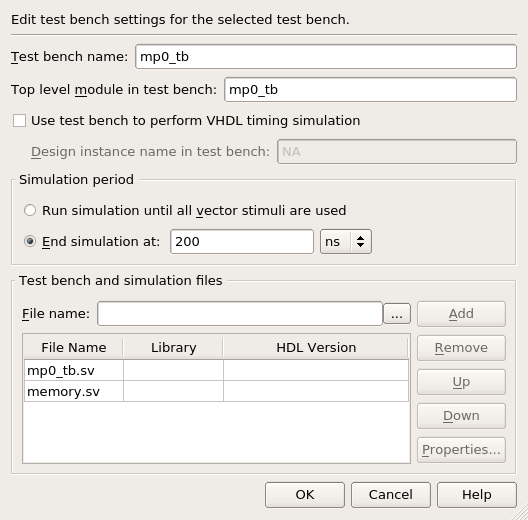 Edit test bench settings for the selected test bench.
Test bench name: mp0_tb
Top level module in test bench: mp0_tb
Use test bench to perform VHDL timing simulation
Design instance name in test bench: NA
Simulation period
Run simulation until all vector stimuli are used
End simulation at: 200 ns
Test bench and simulation files
File name: ... Add
File Name Library HDL Version Remove
mp0_tb.sv Up
memory.sv
Down
Properties...
OK Cancel Help